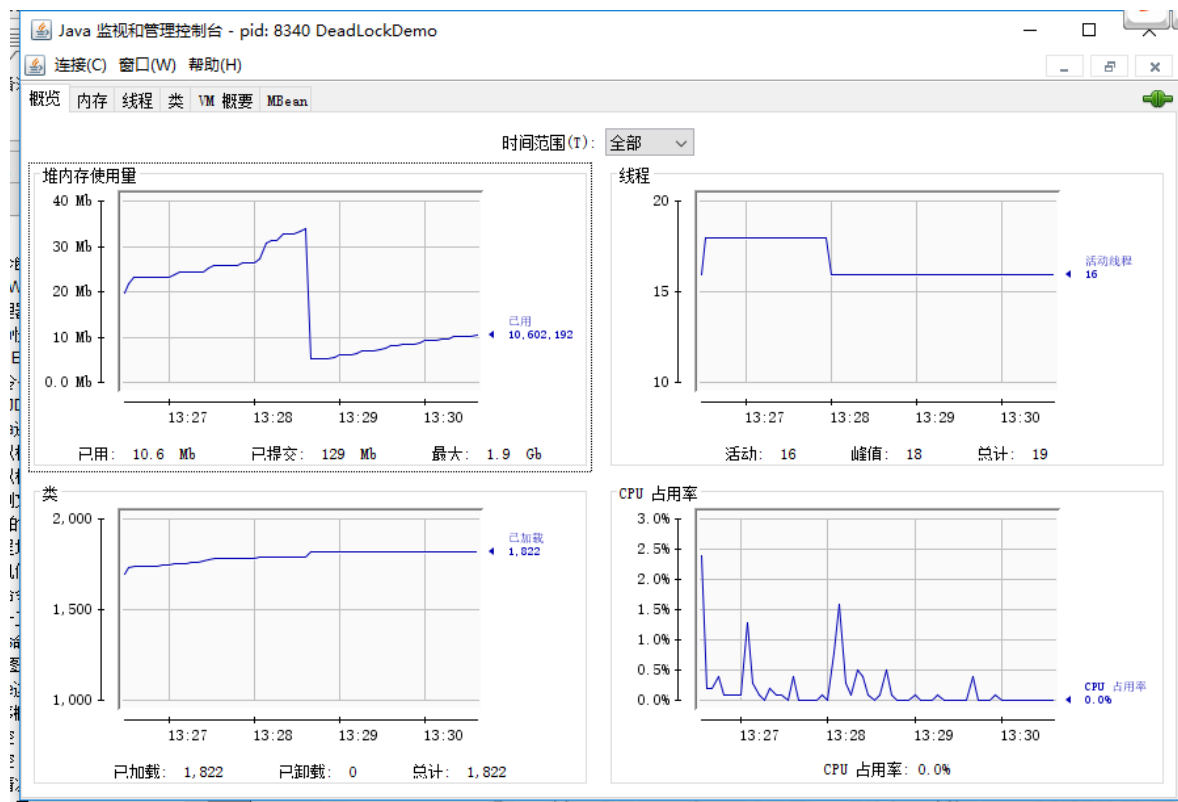 Java 监视和管理控制台 - pid: 8340 DeadLockDemo
连接(C) 窗口(W) 帮助(H)
概览 内存 线程 类 VM 概要 MBean
时间范围(T): 全部
堆内存使用量
40 Mb
30 Mb
20 Mb
10 Mb
0.0 Mb
已用
10,602,192
13:27 13:28 13:29 13:30
已用: 10.6 Mb 已提交: 129 Mb 最大: 1.9 Gb
线程
20
15
10
活动线程
16
13:27 13:28 13:29 13:30
活动: 16 峰值: 18 总计: 19
类
2,000
1,500
1,000
已加载
1,822
13:27 13:28 13:29 13:30
已加载: 1,822 已卸载: 0 总计: 1,822
CPU 占用率
3.0%
2.5%
2.0%
1.5%
1.0%
0.5%
0.0%
CPU 占用率
0.0%
13:27 13:28 13:29 13:30
CPU 占用率: 0.0%